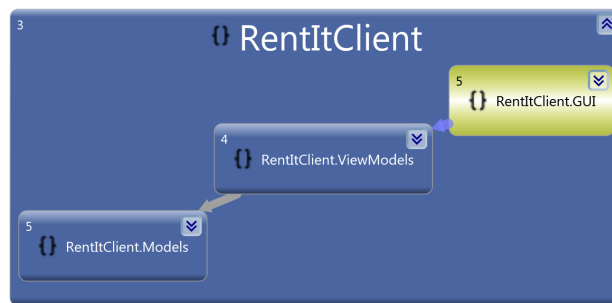 3
{} RentItClient
5
{} RentItClient.GUI
4
{} RentItClient.ViewModels
5
{} RentItClient.Models